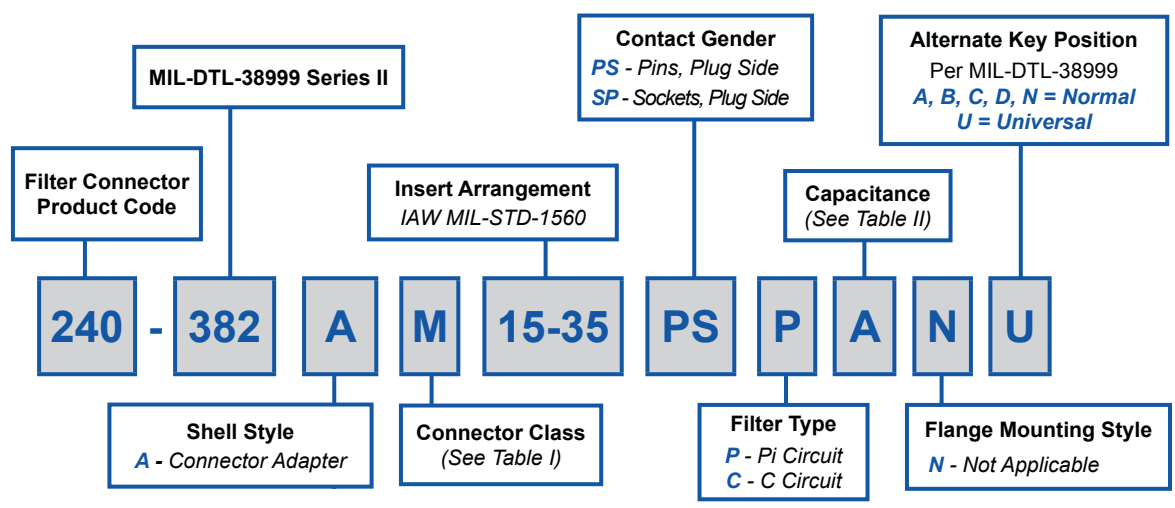 MIL-DTL-38999 Series II
Contact Gender
PS - Pins, Plug Side
SP - Sockets, Plug Side
Alternate Key Position
Per MIL-DTL-38999
A, B, C, D, N = Normal
U = Universal
Filter Connector
Product Code
Insert Arrangement
IAW MIL-STD-1560
Capacitance
(See Table II)
240 - 382 A M 15-35 PS P A N U
Shell Style
A - Connector Adapter
Connector Class
(See Table I)
Filter Type
P - Pi Circuit
C - C Circuit
Flange Mounting Style
N - Not Applicable